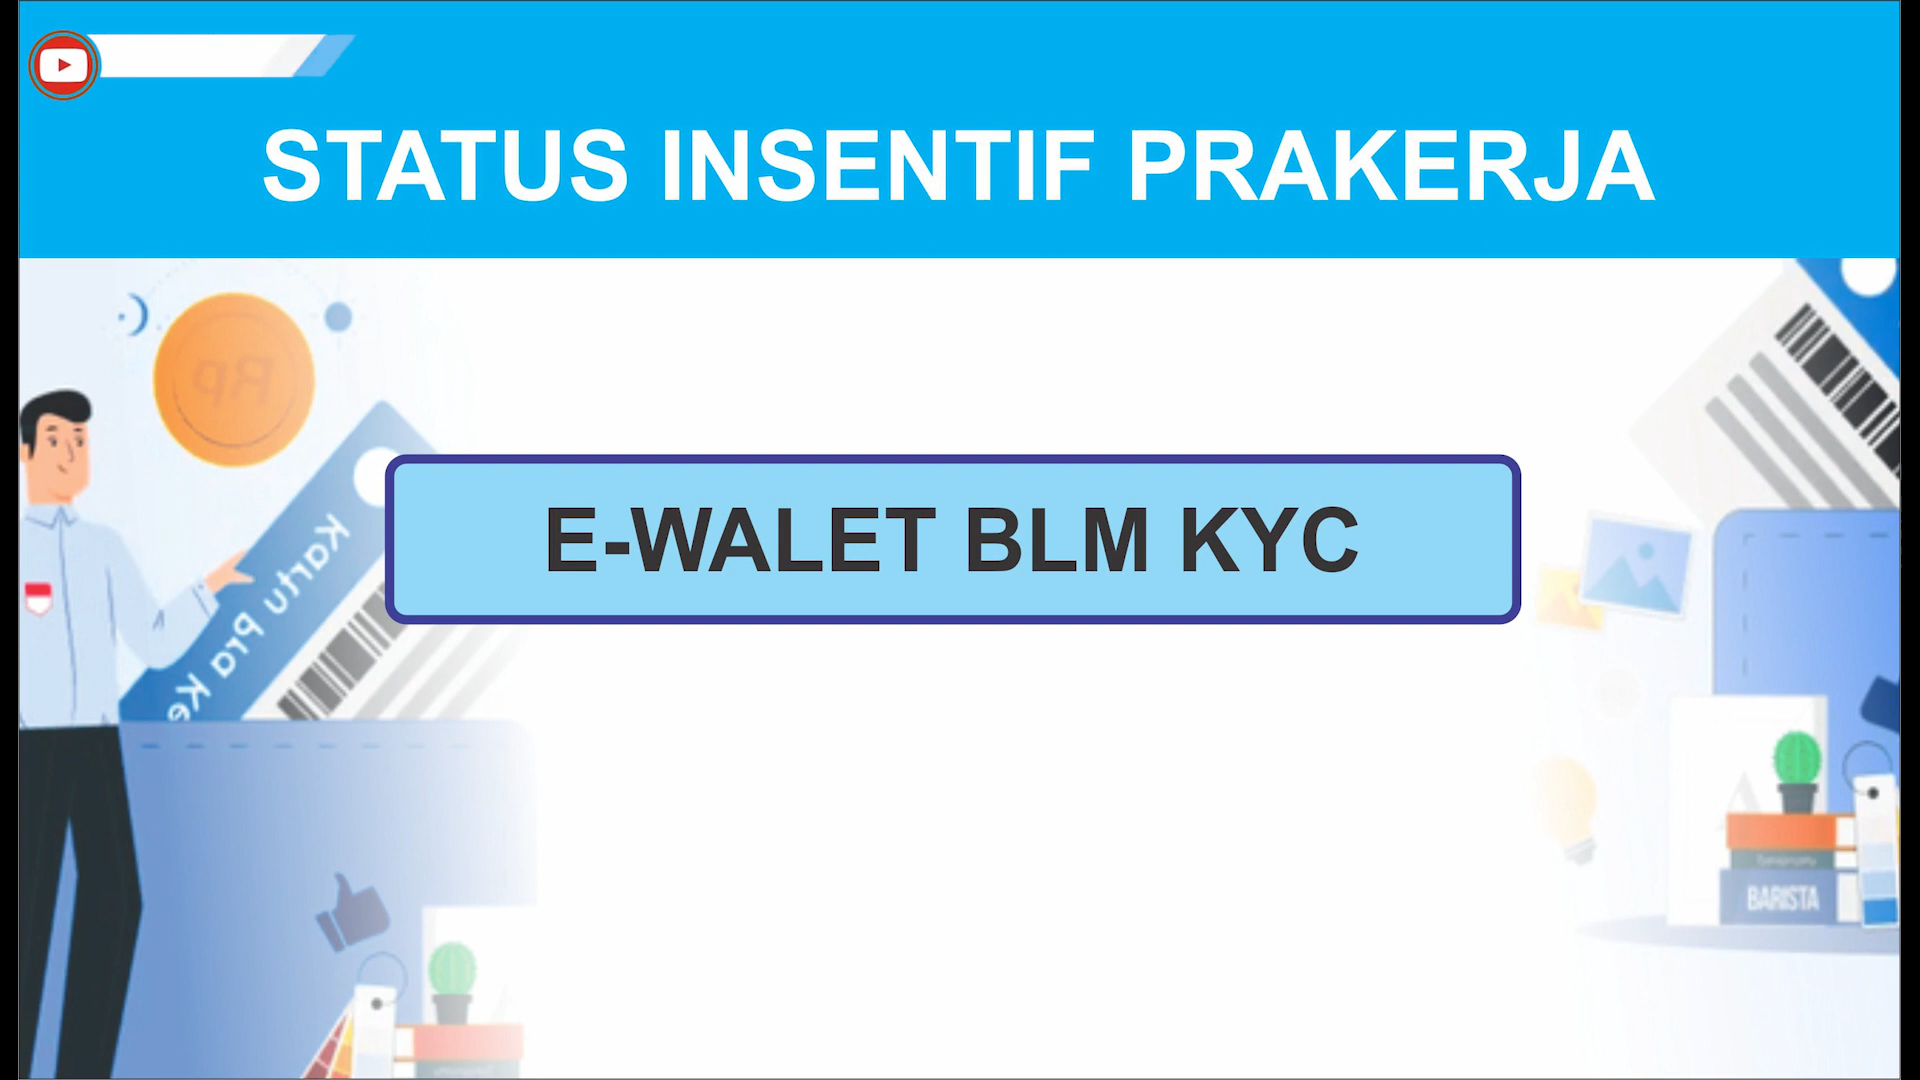 STATUS INSENTIF PRAKERJA
Rp
E-WALET BLM KYC
Kartu Pra Ke
BARISTA